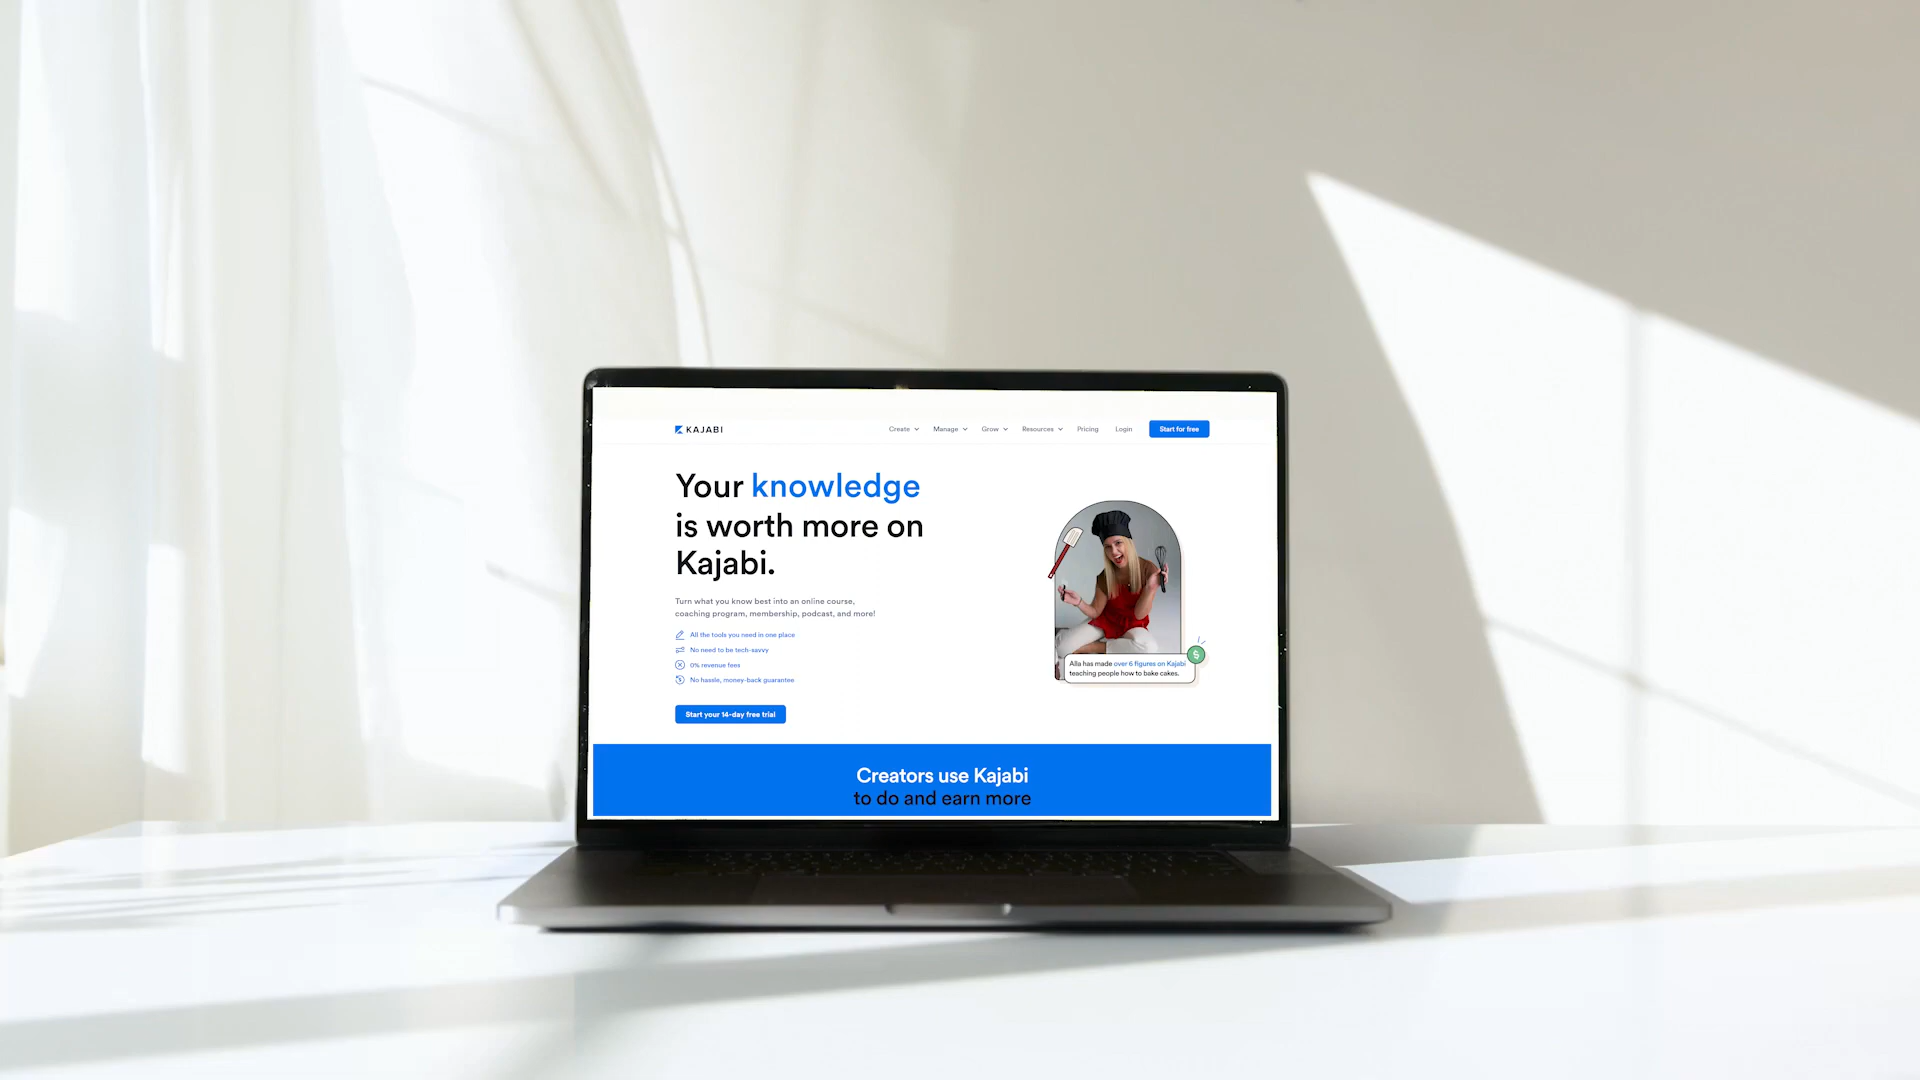 KAJABI
Create Manage Grow Resources Pricing Login Start for free
Your knowledge
is worth more on
Kajabi.
Turn what you know best into an online course,
coaching program, membership, podcast, and more!
All the tools you need in one place
No need to be tech-savvy
0% revenue fees
No hassle, money-back guarantee
Start your 14-day free trial
$
Alla has made over 6 figures on Kajabi
teaching people how to bake cakes.
Creators use Kajabi
to do and earn more